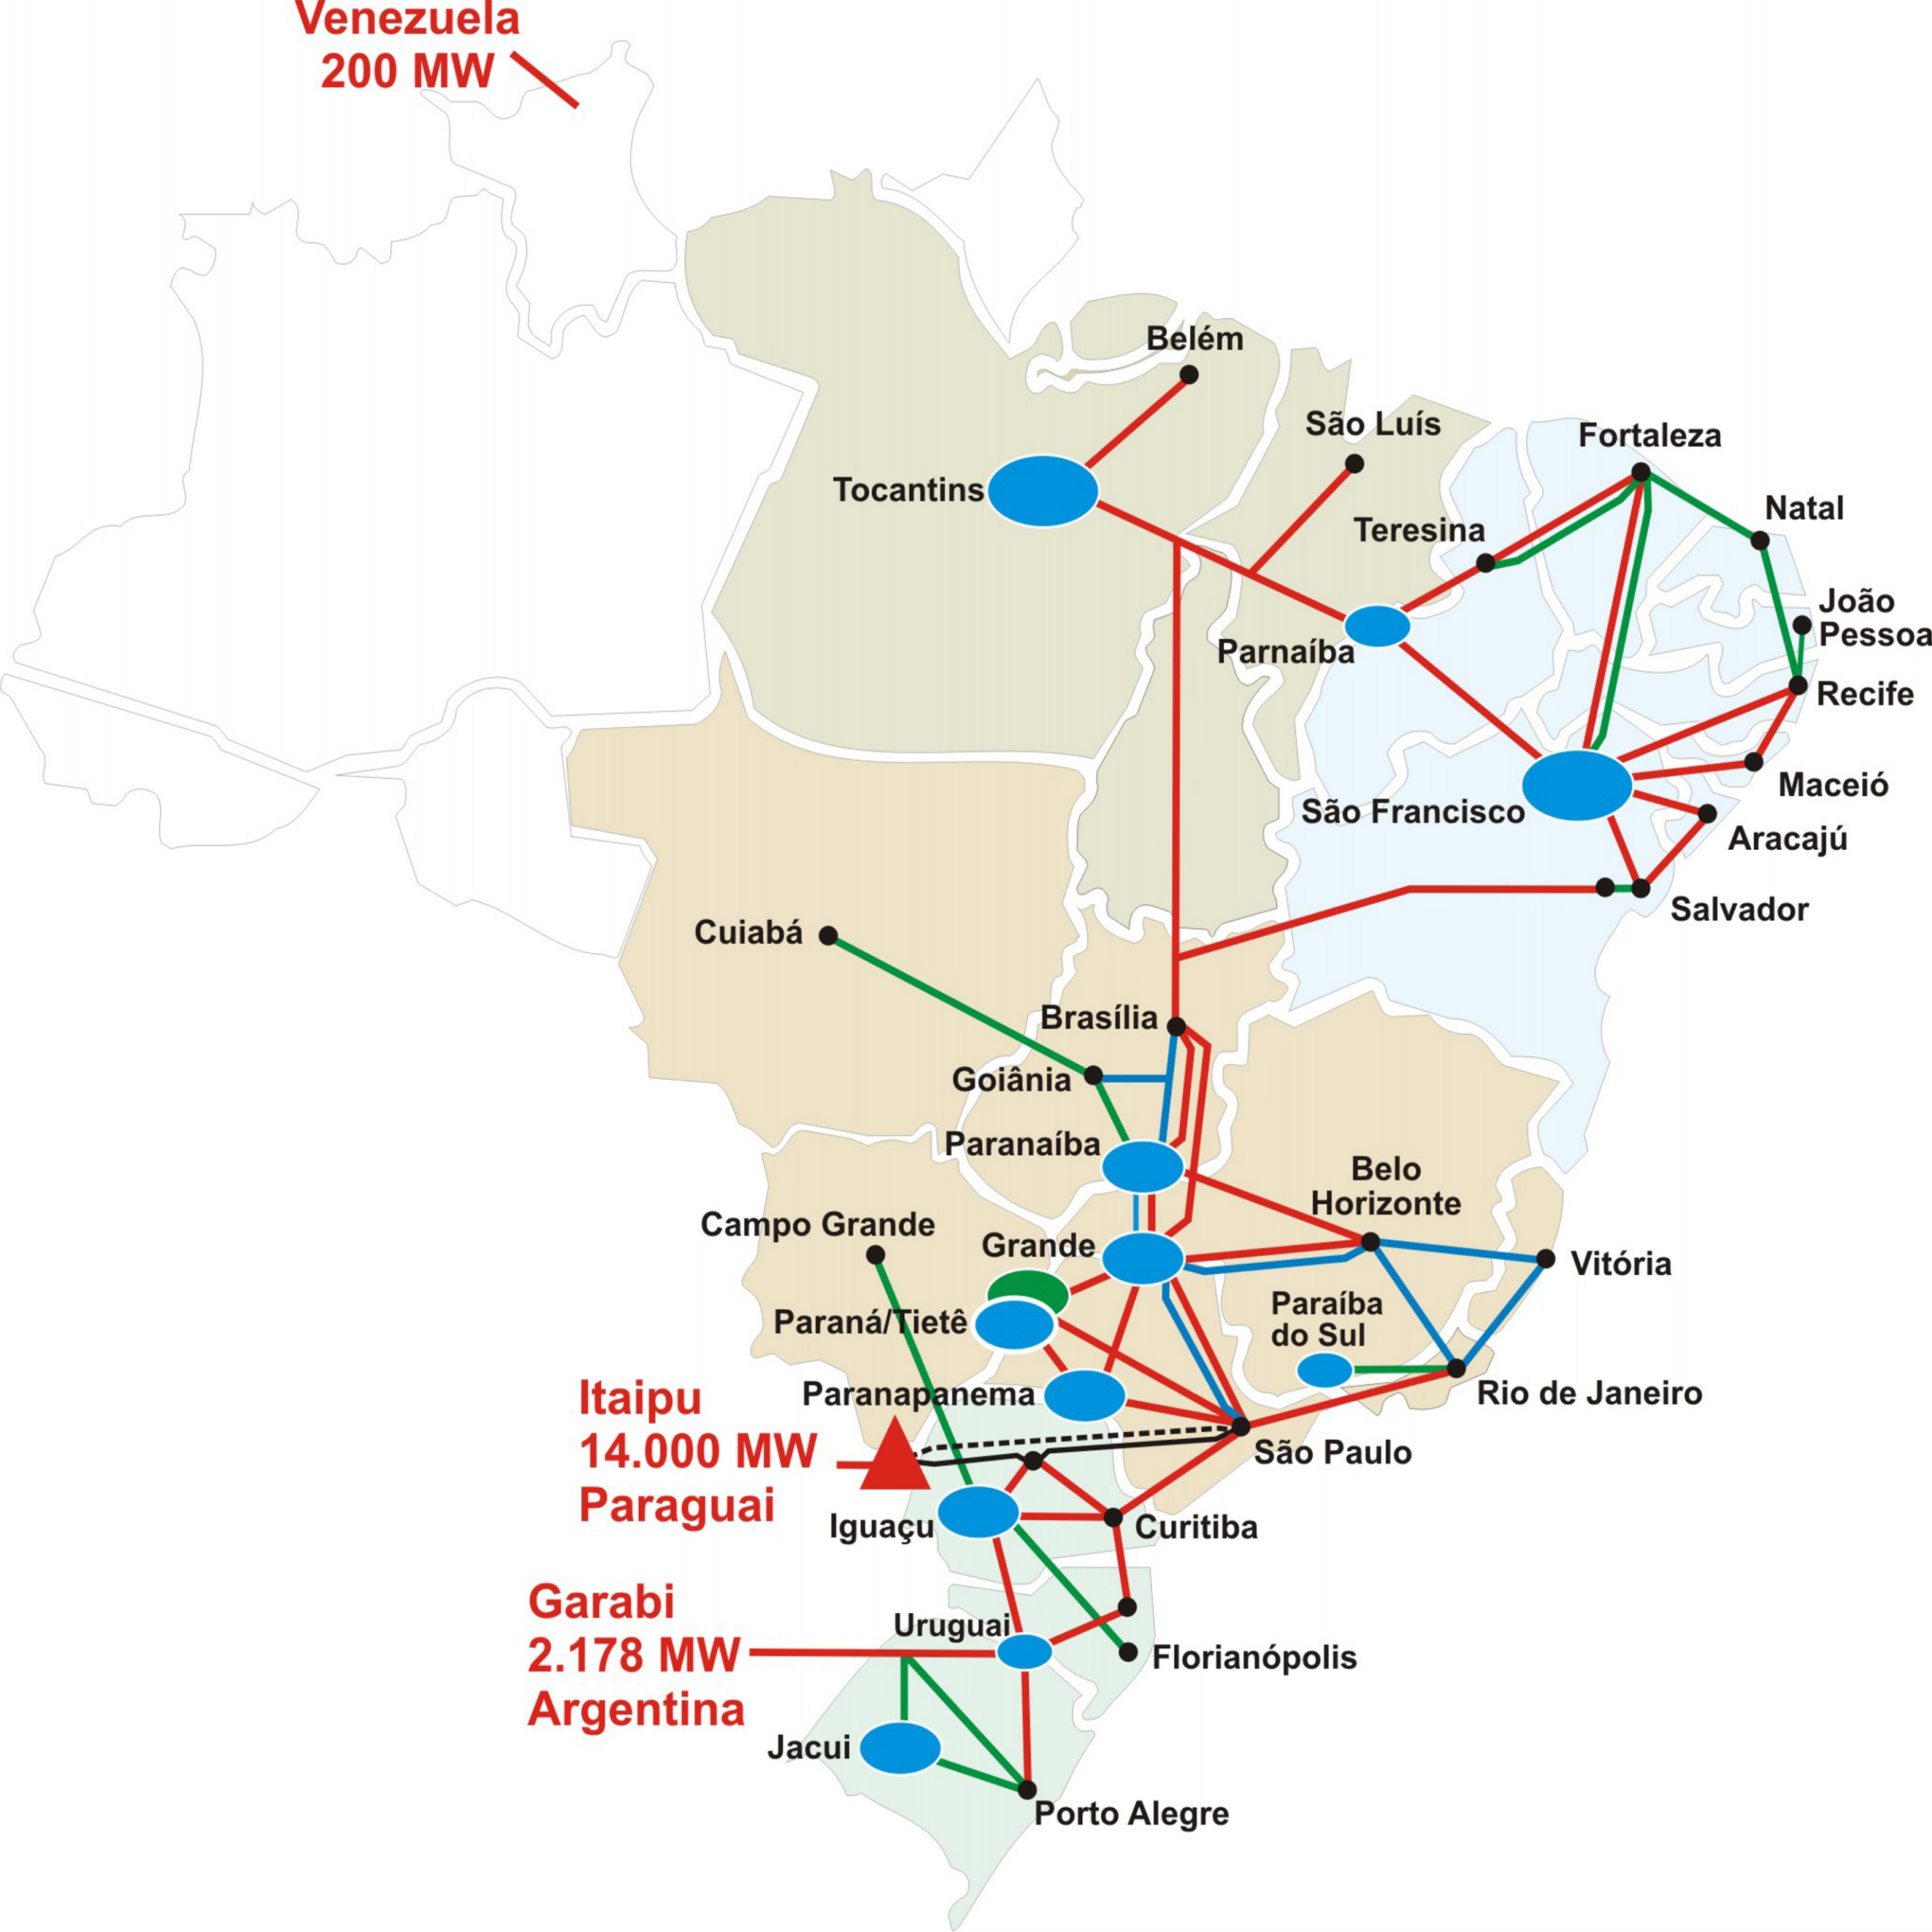 Venezuela
200 MW
Belém
São Luís
Fortaleza
Tocantins
Natal
Teresina
João
Pessoa
Parnaíba
Recife
Maceió
São Francisco
Aracajú
Salvador
Cuiabá
Brasília
Goiânia
Paranaíba
Belo
Horizonte
Campo Grande
Grande
Vitória
Paraíba
do Sul
Paraná/Tietê
Paranapanema
Rio de Janeiro
Itaipu
14.000 MW
Paraguai
São Paulo
Iguaçu
Curitiba
Garabi
2.178 MW
Argentina
Uruguai
Florianópolis
Jacui
Porto Alegre